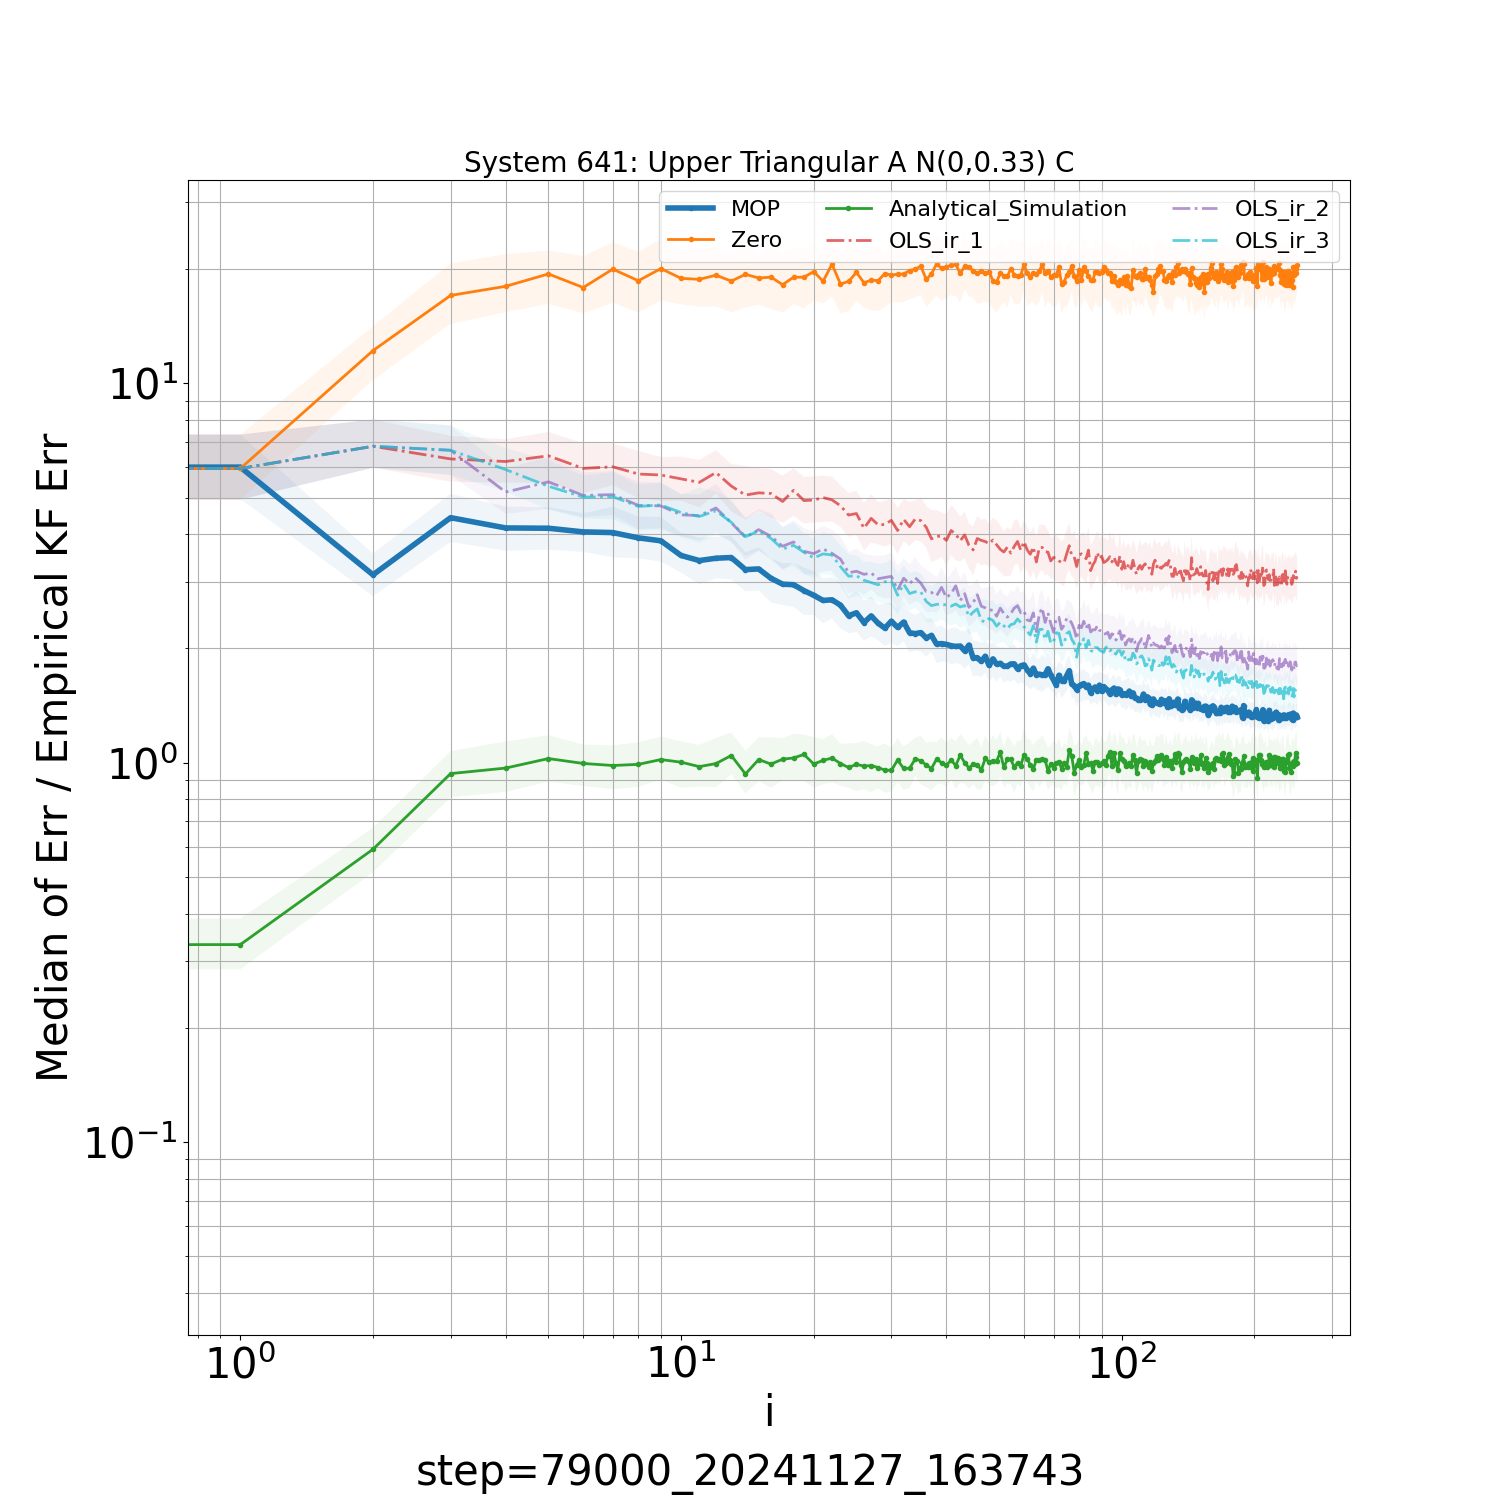 System 641: Upper Triangular A N(0,0.33) C
MOP
Zero
Analytical_Simulation
OLS_ir_1
OLS_ir_2
OLS_ir_3
Median of Err / Empirical KF Err
10¹
10⁰
10⁻¹
10⁰
10¹
10²
i
step=79000_20241127_163743